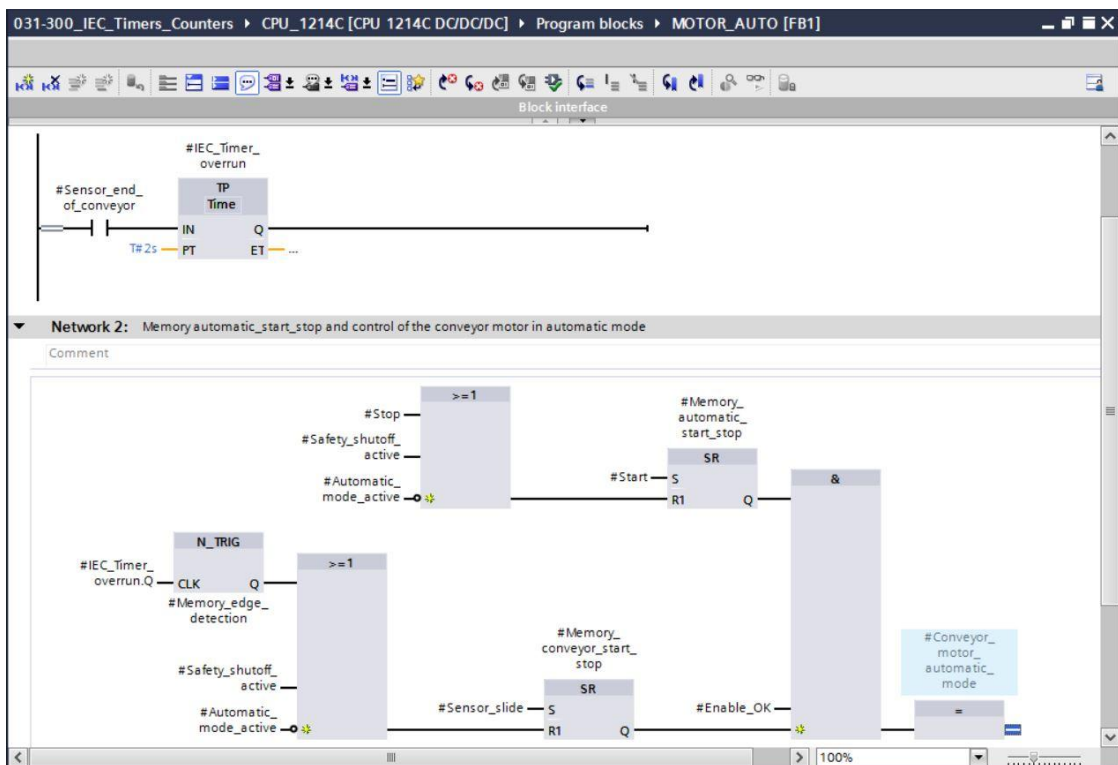 031-300_IEC_Timers_Counters ▸ CPU_1214C [CPU 1214C DC/DC/DC] ▸ Program blocks ▸ MOTOR_AUTO [FB1]
Block interface
#IEC_Timer_
overrun
#Sensor_end_
of_conveyor
TP
Time
IN Q
T#2s PT ET ...
Network 2: Memory automatic_start_stop and control of the conveyor motor in automatic mode
Comment
>=1
#Stop
#Safety_shutoff_
active
#Automatic_
mode_active
#Memory_
automatic_
start_stop
SR
#Start S
R1 Q
&
N_TRIG
#IEC_Timer_
overrun.Q CLK Q
#Memory_edge_
detection
>=1
#Safety_shutoff_
active
#Automatic_
mode_active
#Memory_
conveyor_start_
stop
SR
#Sensor_slide S
R1 Q
#Enable_OK
#Conveyor_
motor_
automatic_
mode
=
100%